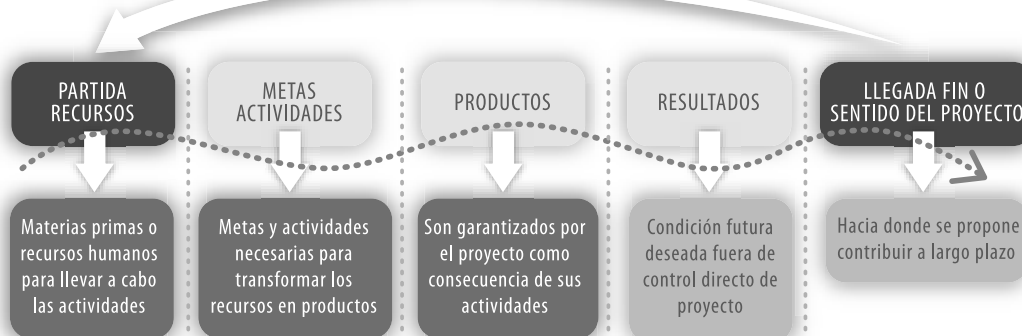 PARTIDA
RECURSOS
METAS
ACTIVIDADES
PRODUCTOS
RESULTADOS
LLEGADA FIN O
SENTIDO DEL PROYECTO
Materias primas o
recursos humanos
para llevar a cabo
las actividades
Metas y actividades
necesarias para
transformar los
recursos en productos
Son garantizados por
el proyecto como
consecuencia de sus
actividades
Condición futura
deseada fuera de
control directo de
proyecto
Hacia donde se propone
contribuir a largo plazo